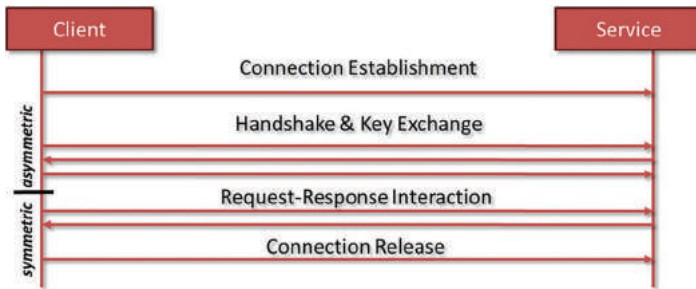 Client
Service
Connection Establishment
Handshake & Key Exchange
asymmetric
Request-Response Interaction
symmetric
Connection Release